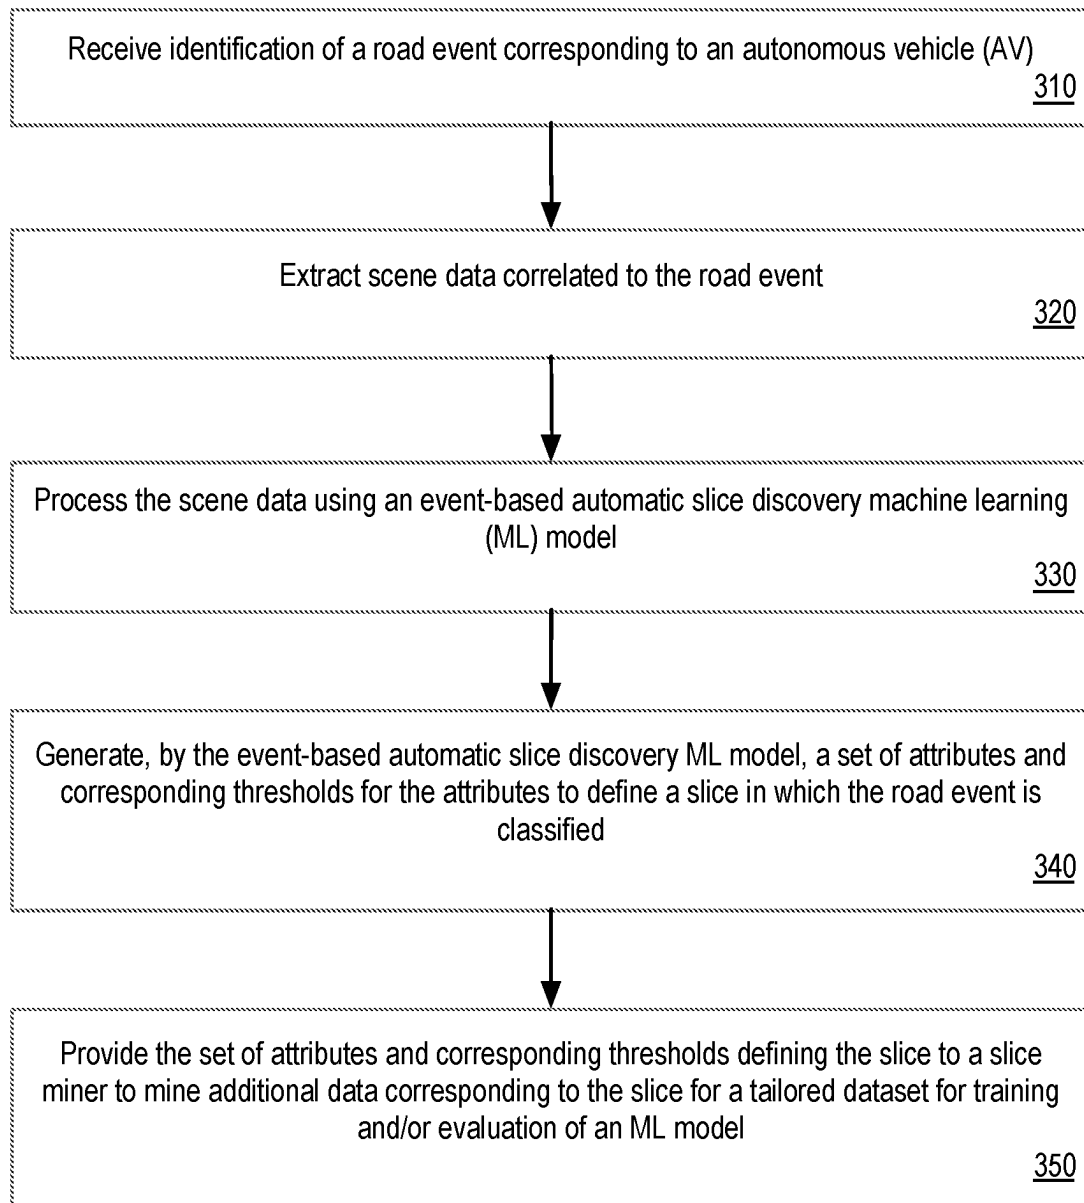 Receive identification of a road event corresponding to an autonomous vehicle (AV)
310
Extract scene data correlated to the road event
320
Process the scene data using an event-based automatic slice discovery machine learning
(ML) model
330
Generate, by the event-based automatic slice discovery ML model, a set of attributes and
corresponding thresholds for the attributes to define a slice in which the road event is
classified
340
Provide the set of attributes and corresponding thresholds defining the slice to a slice
miner to mine additional data corresponding to the slice for a tailored dataset for training
and/or evaluation of an ML model
350